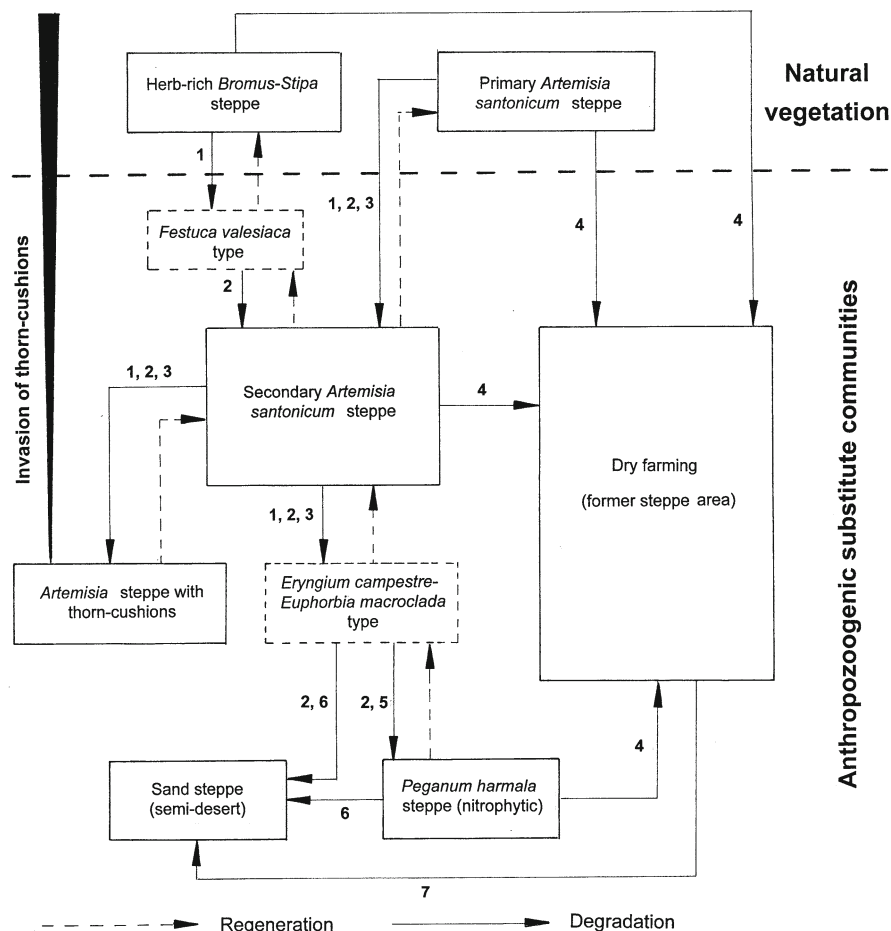 Herb-rich Bromus-Stipa
steppe
Primary Artemisia
santonicum steppe
Natural
vegetation
1
Festuca valesiaca
type
1, 2, 3
4
4
2
Invasion of thorn-cushions
Anthropozoogenic substitute communities
1, 2, 3
Secondary Artemisia
santonicum steppe
4
Dry farming
(former steppe area)
1, 2, 3
Artemisia steppe with
thorn-cushions
Erygium campestre-
Euphorbia macroclada
type
2, 6
2, 5
4
Sand steppe
(semi-desert)
6
Peganum harmala
steppe (nitrophytic)
7
Regeneration
Degradation